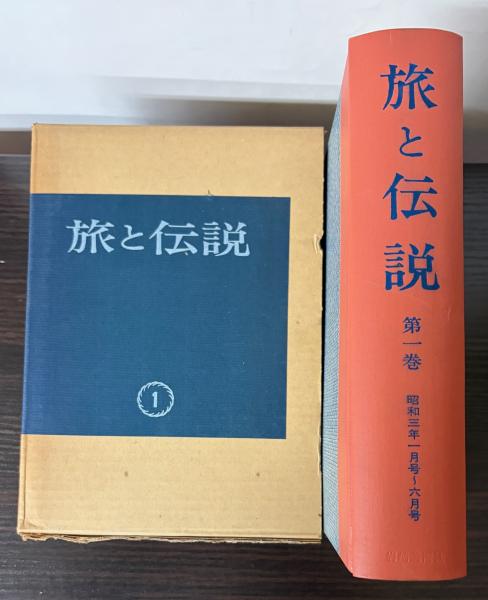 旅と伝説
1
旅と伝説
第一巻
昭和三年一月号~六月号